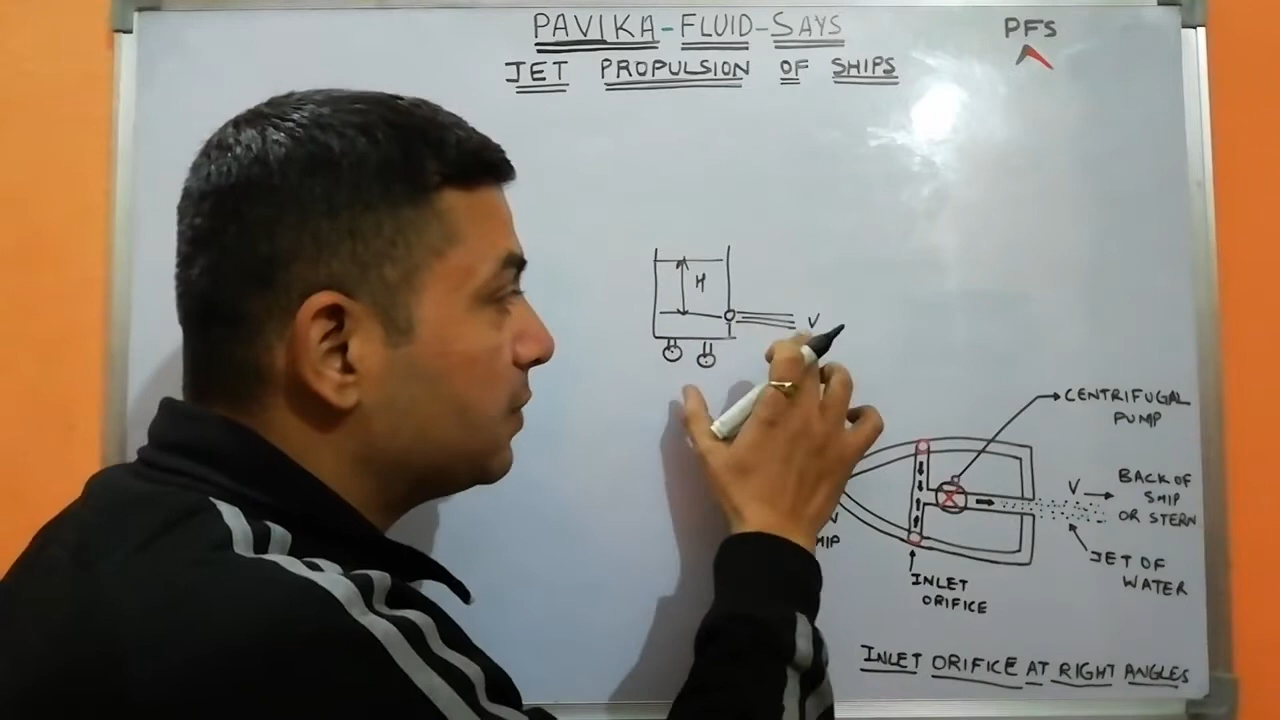 PAVIKA-FLUID-SAYS
PFS
JET PROPULSION OF SHIPS
H
V
CENTRIFUGAL
PUMP
V
BACK OF
SHIP
OR STERN
JET OF
WATER
INLET
ORIFICE
INLET ORIFICE AT RIGHT ANGLES